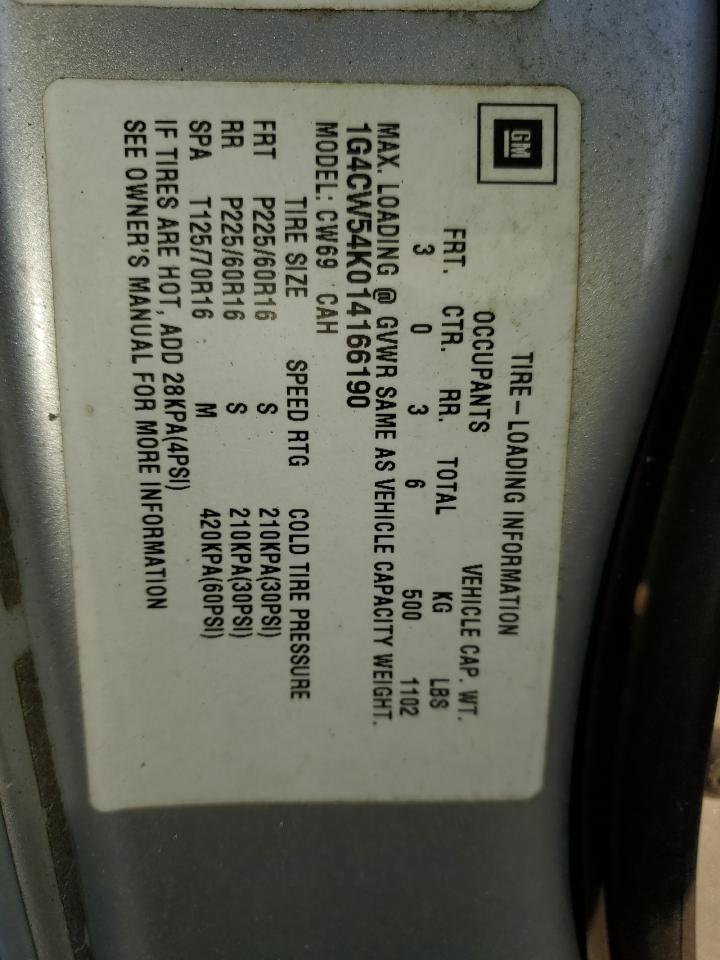 GM
TIRE-LOADING INFORMATION
OCCUPANTS VEHICLE CAP. WT.
FRT. CTR. RR. TOTAL KG LBS
3 0 3 6 500 1102
MAX. LOADING @ GVWR SAME AS VEHICLE CAPACITY WEIGHT.
1G4CW54K014166190
MODEL: CW69 CAH
TIRE SIZE SPEED RTG COLD TIRE PRESSURE
FRT P225/60R16 S 210KPA(30PSI)
RR P225/60R16 S 210KPA(30PSI)
SPA T125/70R16 M 420KPA(60PSI)
IF TIRES ARE HOT, ADD 28KPA(4PSI)
SEE OWNER'S MANUAL FOR MORE INFORMATION